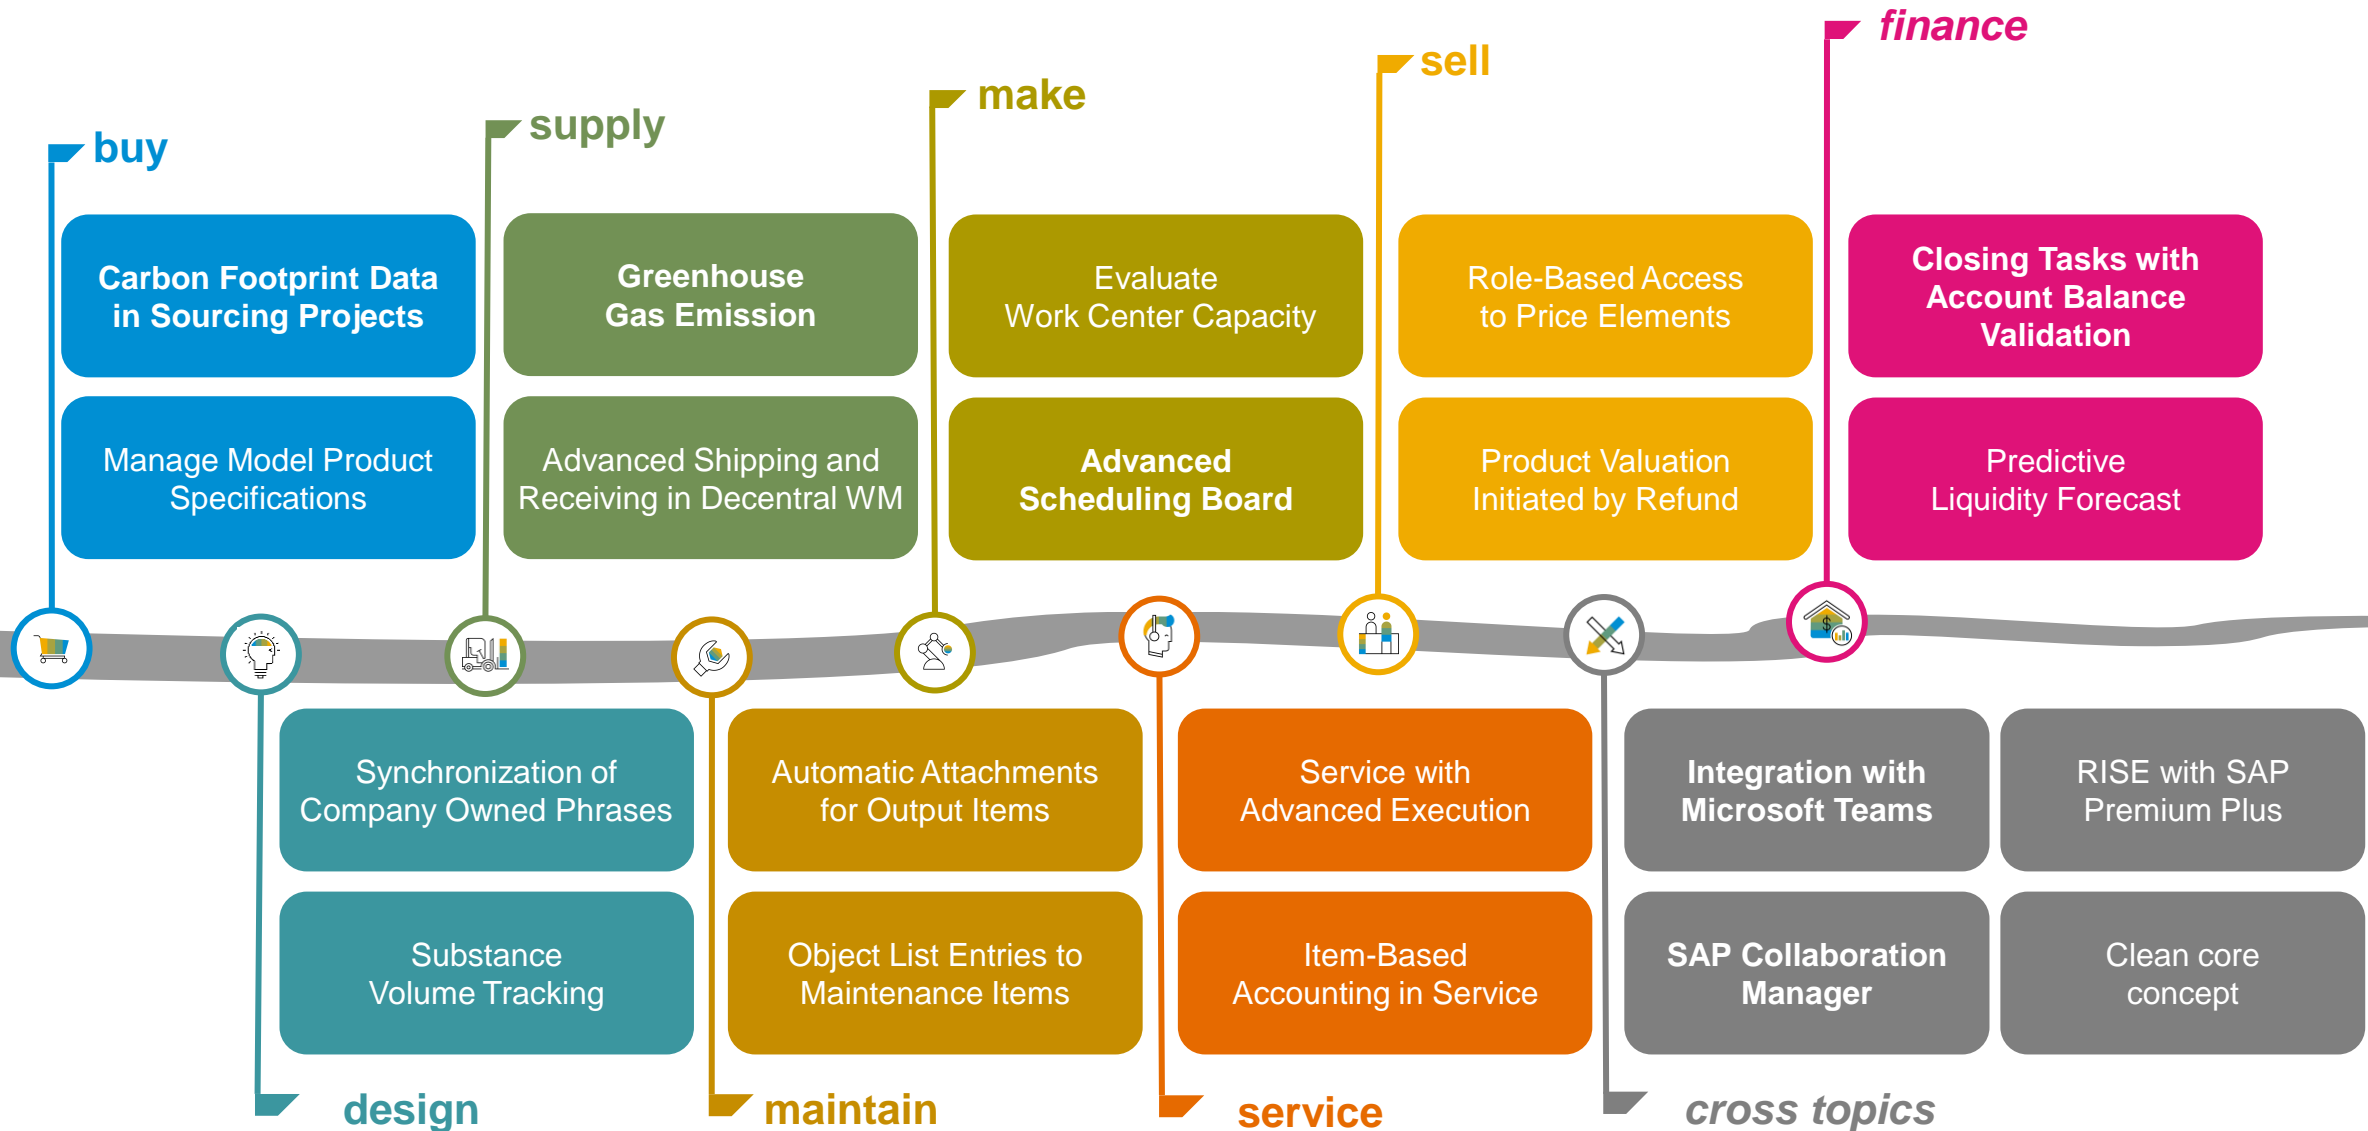 finance
sell
make
supply
buy
Carbon Footprint Data
in Sourcing Projects
Greenhouse
Gas Emission
Evaluate
Work Center Capacity
Role-Based Access
to Price Elements
Closing Tasks with
Account Balance
Validation
Manage Model Product
Specifications
Advanced Shipping and
Receiving in Decentral WM
Advanced
Scheduling Board
Product Valuation
Initiated by Refund
Predictive
Liquidity Forecast
$
Synchronization of
Company Owned Phrases
Automatic Attachments
for Output Items
Service with
Advanced Execution
Integration with
Microsoft Teams
RISE with SAP
Premium Plus
Substance
Volume Tracking
Object List Entries to
Maintenance Items
Item-Based
Accounting in Service
SAP Collaboration
Manager
Clean core
concept
design
maintain
service
cross topics